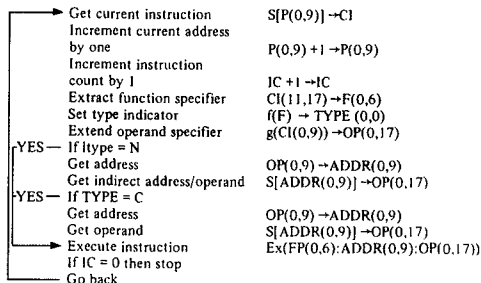 Get current instruction S[P(0,9)] →CI
Increment current address
by one P(0,9) +1 →P(0,9)
Increment instruction
count by 1 IC +1 →IC
Extract function specifier CI(11,17)→F(0,6)
Set type indicator f(F) → TYPE (0,0)
Extend operand specifier g(CI(0,9))→OP(0,17)
YES — If Itype = N
Get address OP(0,9)→ADDR(0,9)
Get indirect address/operand S[ADDR(0,9)]→OP(0,17)
YES — If TYPE = C
Get address OP(0,9)→ADDR(0,9)
Get operand S[ADDR(0,9)]→OP(0,17)
Execute instruction Ex(FP(0,6):ADDR(0,9):OP(0,17))
If IC = 0 then stop
Go back